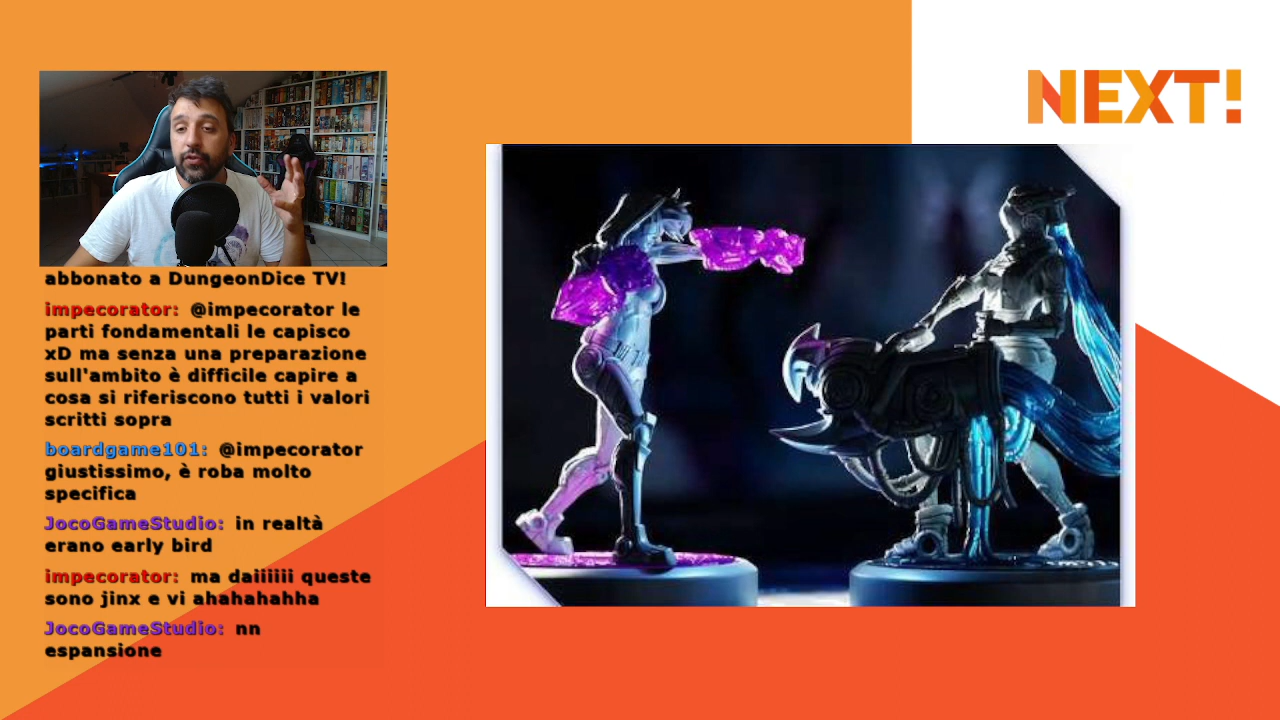 NEXT!
abbonato a DungeonDice TV!
impecorator: @impecorator le
parti fondamentali le capisco
xD ma senza una preparazione
sull'ambito è difficile capire a
cosa si riferiscono tutti i valori
scritti sopra
boardgame101: @impecorator
giustissimo, è roba molto
specifica
JocoGameStudio: in realtà
erano early bird
impecorator: ma daiiiiii queste
sono jinx e vi ahahahahha
JocoGameStudio: nn
espansione